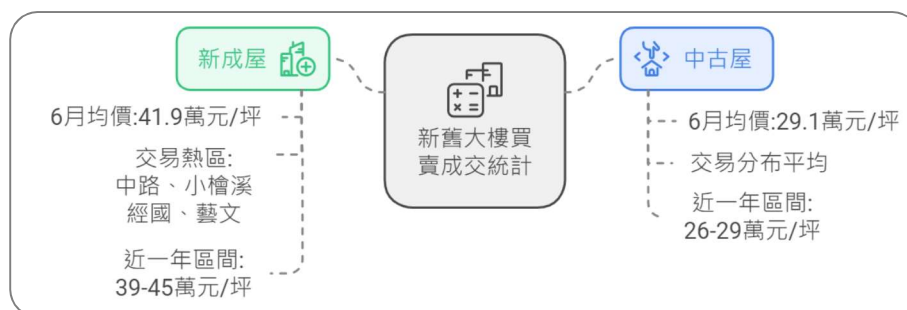 新成屋
6月均價:41.9萬元/坪
交易熱區:
中路、小檜溪
經國、藝文
近一年區間:
39-45萬元/坪
新舊大樓買
賣成交統計
中古屋
6月均價:29.1萬元/坪
交易分布平均
近一年區間:
26-29萬元/坪